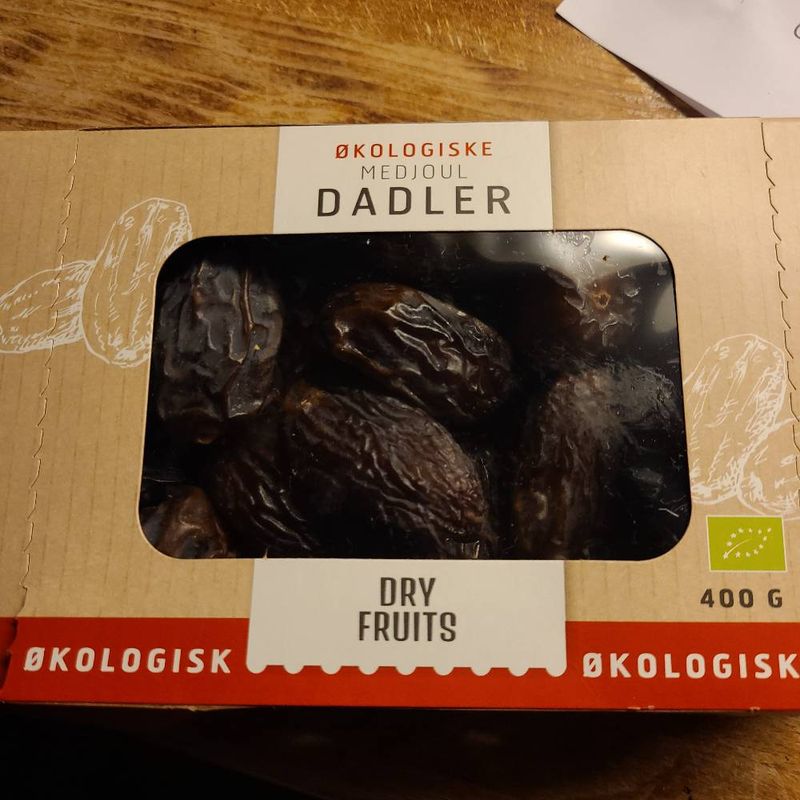 ØKOLOGISKE
MEDJOUL
DADLER
DRY
FRUITS
400 G
ØKOLOGISK
ØKOLOGISK